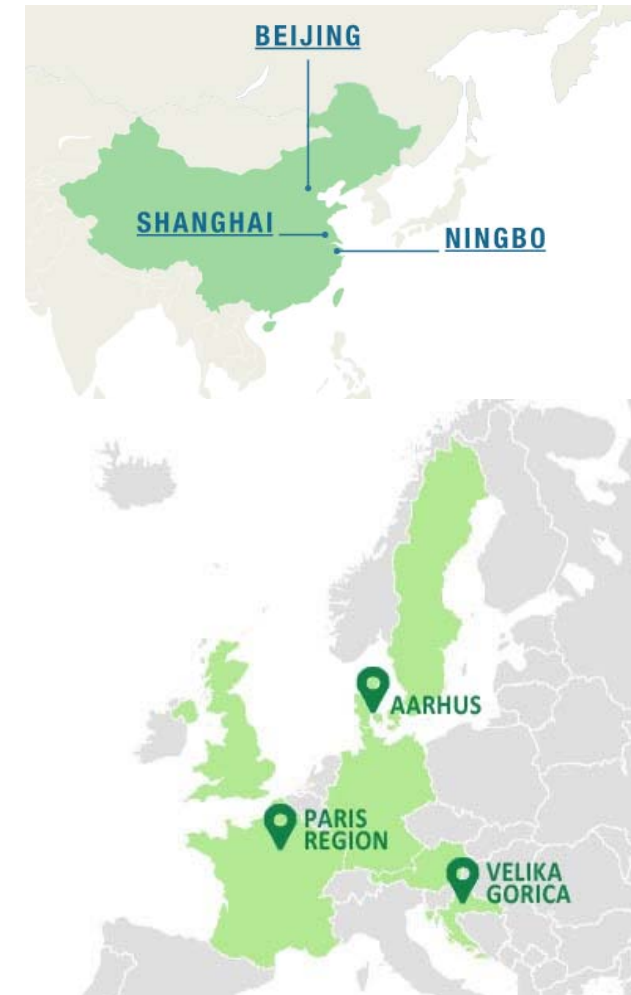 BEIJING
SHANGHAI
NINGBO
AARHUS
PARIS
REGION
VELIKA
GORICA